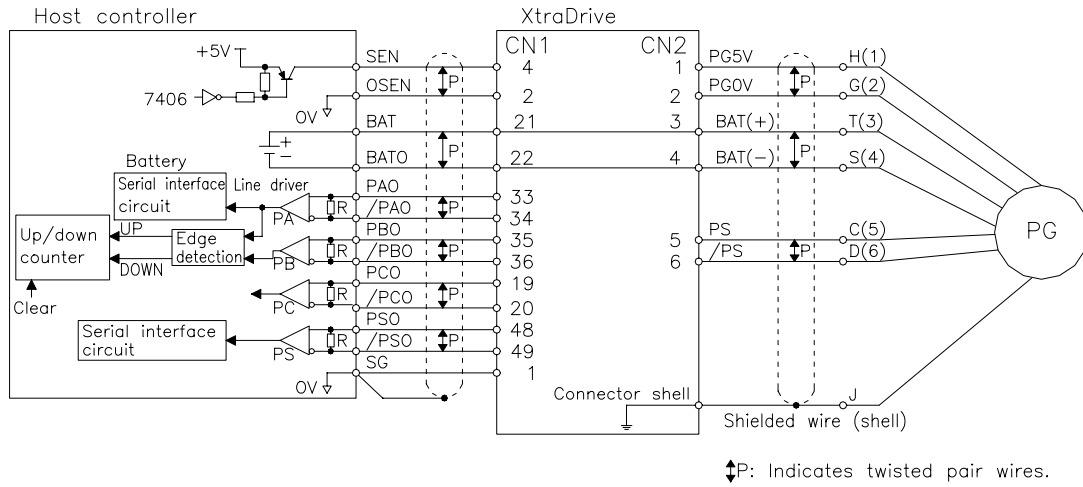 Host controller
XtraDrive
+5V
7406
0V
SEN
0SEN
BAT
BAT0
Battery
+
−
CN1
CN2
4
2
21
22
33
34
35
36
19
20
48
49
1
1
2
3
4
5
6
PG5V
PG0V
BAT(+)
BAT(−)
PS
/PS
H(1)
G(2)
T(3)
S(4)
C(5)
D(6)
J
PG
P
P
P
P
P
P
P
P
P
Serial interface
circuit
Line driver
PA
PAO
/PAO
R
Up/down
counter
UP
DOWN
Edge
detection
PB
PBO
/PBO
R
Clear
PC
PCO
/PCO
R
Serial interface
circuit
PS
PSO
/PSO
R
SG
0V
Connector shell
Shielded wire (shell)
P: Indicates twisted pair wires.